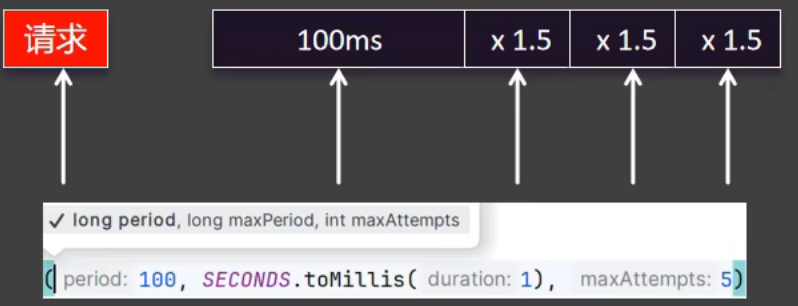 请求 100ms x 1.5 x 1.5 x 1.5
✓ long period, long maxPeriod, int maxAttempts
( period: 100, SECONDS.toMillis( duration: 1), maxAttempts: 5)